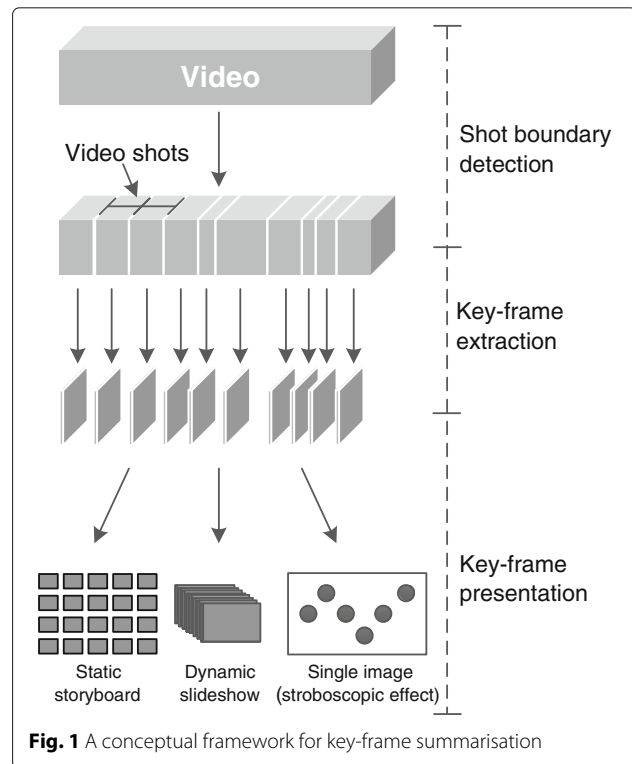 Video
Video shots
Shot boundary
detection
Key-frame
extraction
Key-frame
presentation
Static
storyboard
Dynamic
slideshow
Single image
(stroboscopic effect)
Fig. 1 A conceptual framework for key-frame summarisation